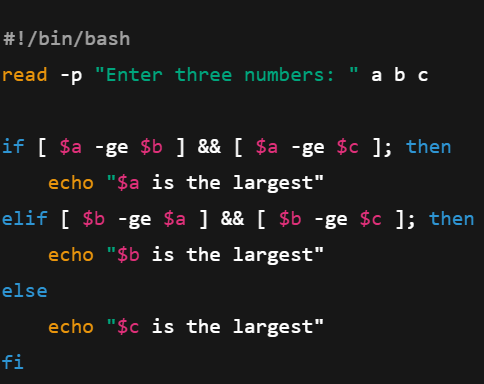 #!/bin/bash
read -p "Enter three numbers: " a b c
if [ $a -ge $b ] && [ $a -ge $c ]; then
echo "$a is the largest"
elif [ $b -ge $a ] && [ $b -ge $c ]; then
echo "$b is the largest"
else
echo "$c is the largest"
fi